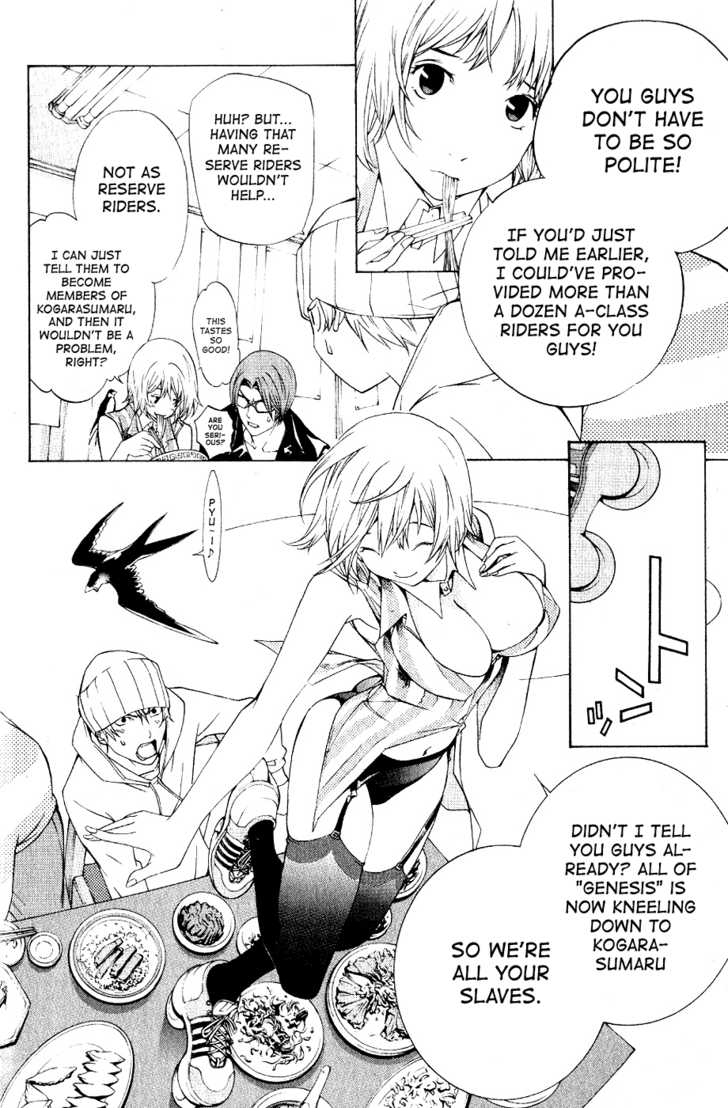 YOU GUYS
DON'T HAVE
TO BE SO
POLITE!
IF YOU'D JUST
TOLD ME EARLIER,
I COULD'VE PRO-
VIDED MORE THAN
A DOZEN A-CLASS
RIDERS FOR YOU
GUYS!
HUH? BUT...
HAVING THAT
MANY RE-
SERVE RIDERS
WOULDN'T
HELP...
NOT AS
RESERVE
RIDERS.
I CAN JUST
TELL THEM TO
BECOME
MEMBERS OF
KOGARASUMARU,
AND THEN IT
WOULDN'T BE A
PROBLEM,
RIGHT?
THIS
TASTES
SO
GOOD!
ARE
YOU
SERI-
OUS?
PYU-I♪
DIDN'T I TELL
YOU GUYS AL-
READY? ALL OF
"GENESIS" IS
NOW KNEELING
DOWN TO
KOGARA-
SUMARU
SO WE'RE
ALL YOUR
SLAVES.